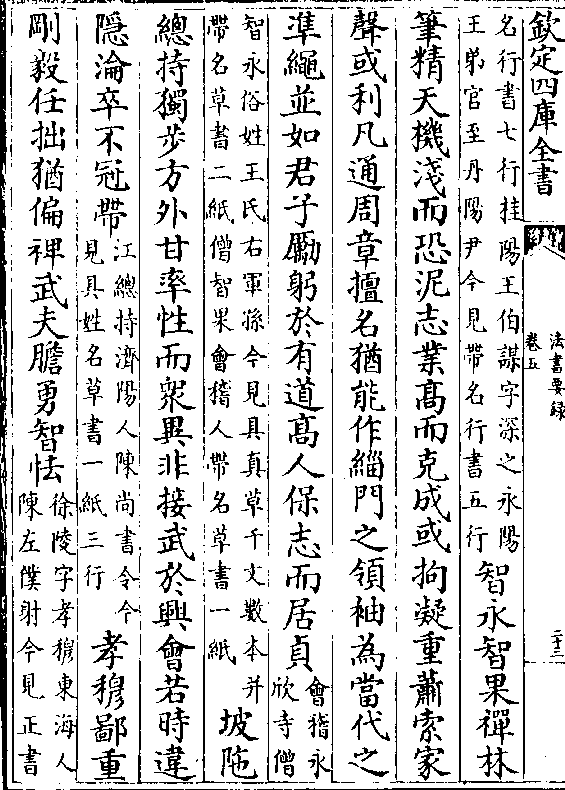 欽定四庫全書
法書要録
卷五
二十三
名行書七行桂陽王伯謀字深之永陽
王弟官至丹陽尹今見帶名行書五行
智永智果禪林
筆精天機淺而恐泥志業髙而克成或拘凝重蕭索家
聲或利凡通周章擅名猶能作緇門之領袖為當代之
準繩並如君子勵躬於有道髙人保志而居貞
會稽永
欣寺僧
智永俗姓王氏右軍孫今見具真草千文數本并
帶名草書二紙僧智果會稽人帶名草書一紙
坡陁
總持獨步方外甘率性而衆異非接武於興會若時違
隠淪卒不冠帶
江總持濟陽人陳尚書令今
見具姓名草書一紙三行
孝穆鄙重
剛毅任拙猶偏裨武夫膽勇智怯
徐陵字孝穆東海人
陳左僕射今見正書